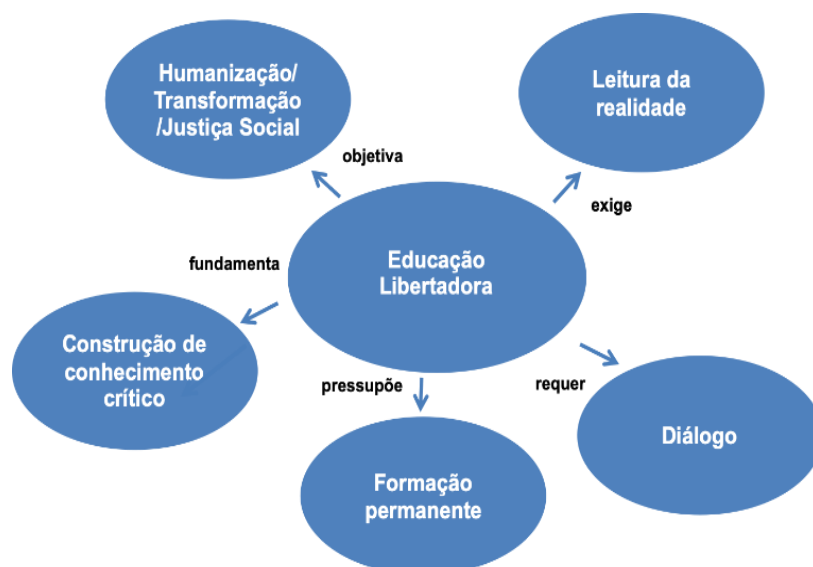 Humanização/
Transformação
/Justiça Social
Leitura da
realidade
objetiva
exige
fundamenta
Educação
Libertadora
Construção de
conhecimento
crítico
pressupõe
requer
Diálogo
Formação
permanente